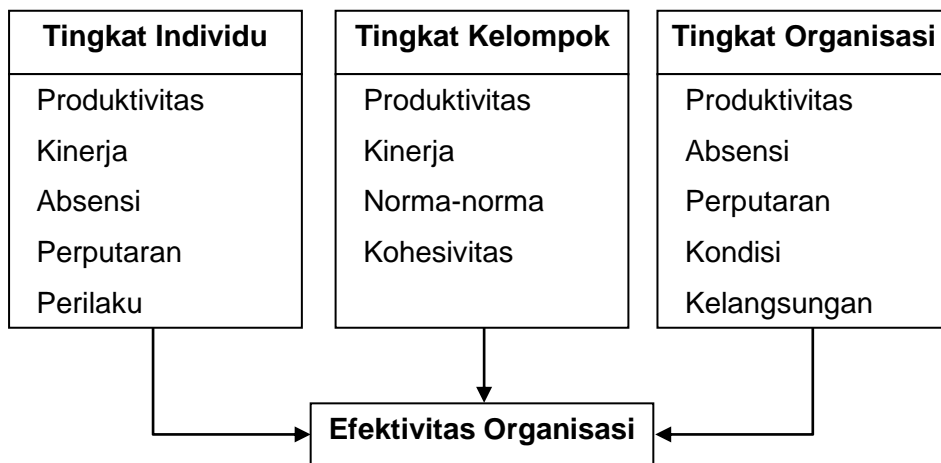 Tingkat Individu
Produktivitas
Kinerja
Absensi
Perputaran
Perilaku
Tingkat Kelompok
Produktivitas
Kinerja
Norma-norma
Kohesivitas
Tingkat Organisasi
Produktivitas
Absensi
Perputaran
Kondisi
Kelangsungan
Efektivitas Organisasi